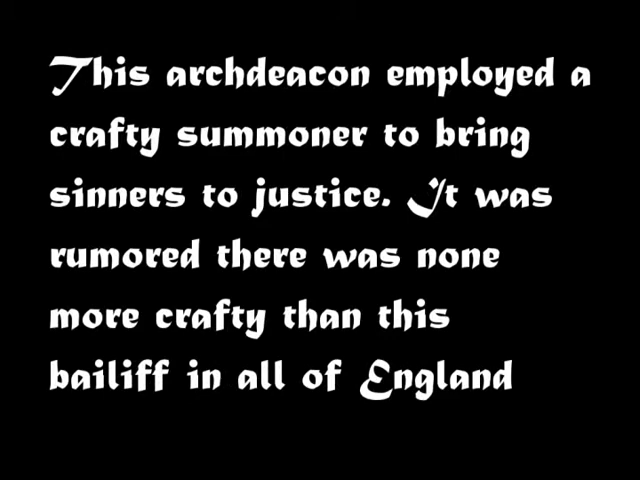 This archdeacon employed a
crafty summoner to bring
sinners to justice. It was
rumored there was none
more crafty than this
bailiff in all of England